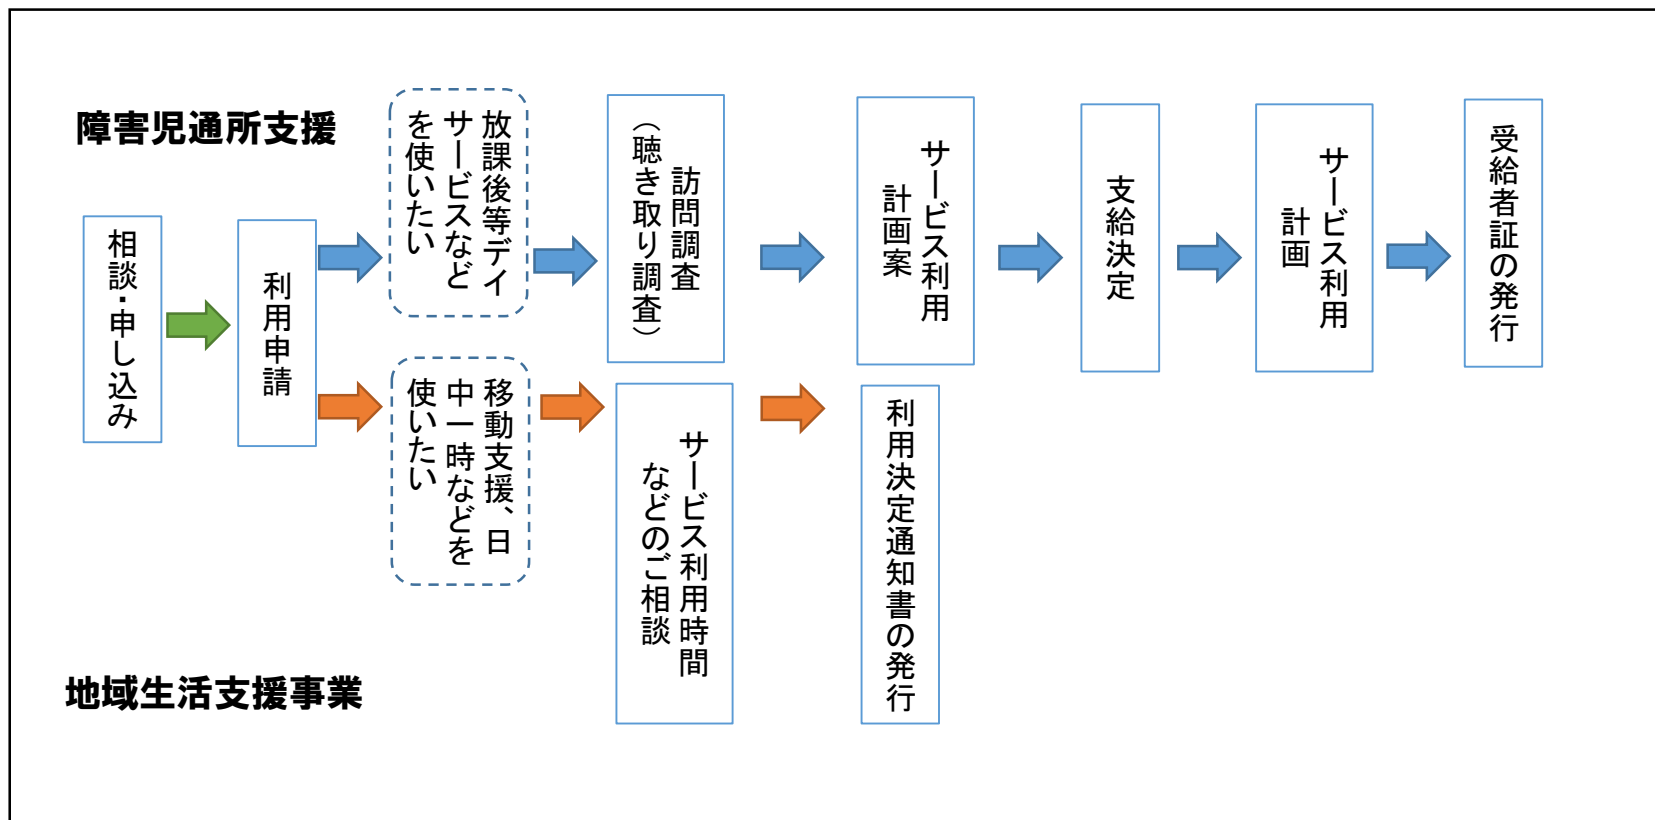 障害児通所支援
相談・申し込み
利用申請
放課後等デイ
サービスなど
を使いたい
訪問調査
（聴き取り調査）
サービス利用
計画案
支給決定
サービス利用
計画
受給者証の発行
移動支援、日
中一時などを
使いたい
サービス利用時間
などのご相談
利用決定通知書の発行
地域生活支援事業